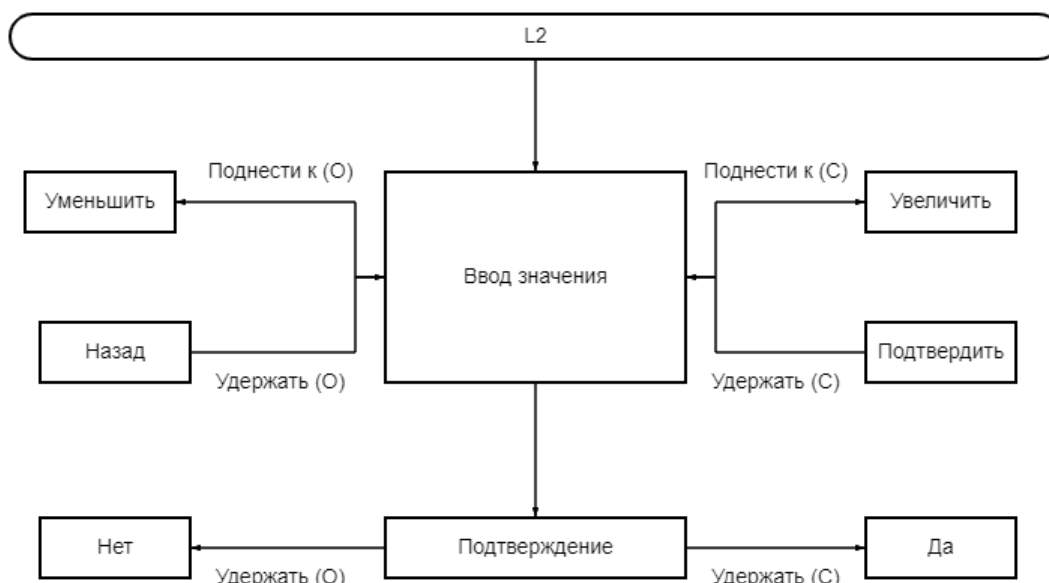 L2
Поднести к (О)
Поднести к (С)
Уменьшить
Увеличить
Ввод значения
Назад
Подтвердить
Удержать (О)
Удержать (С)
Нет
Подтверждение
Да
Удержать (О)
Удержать (С)